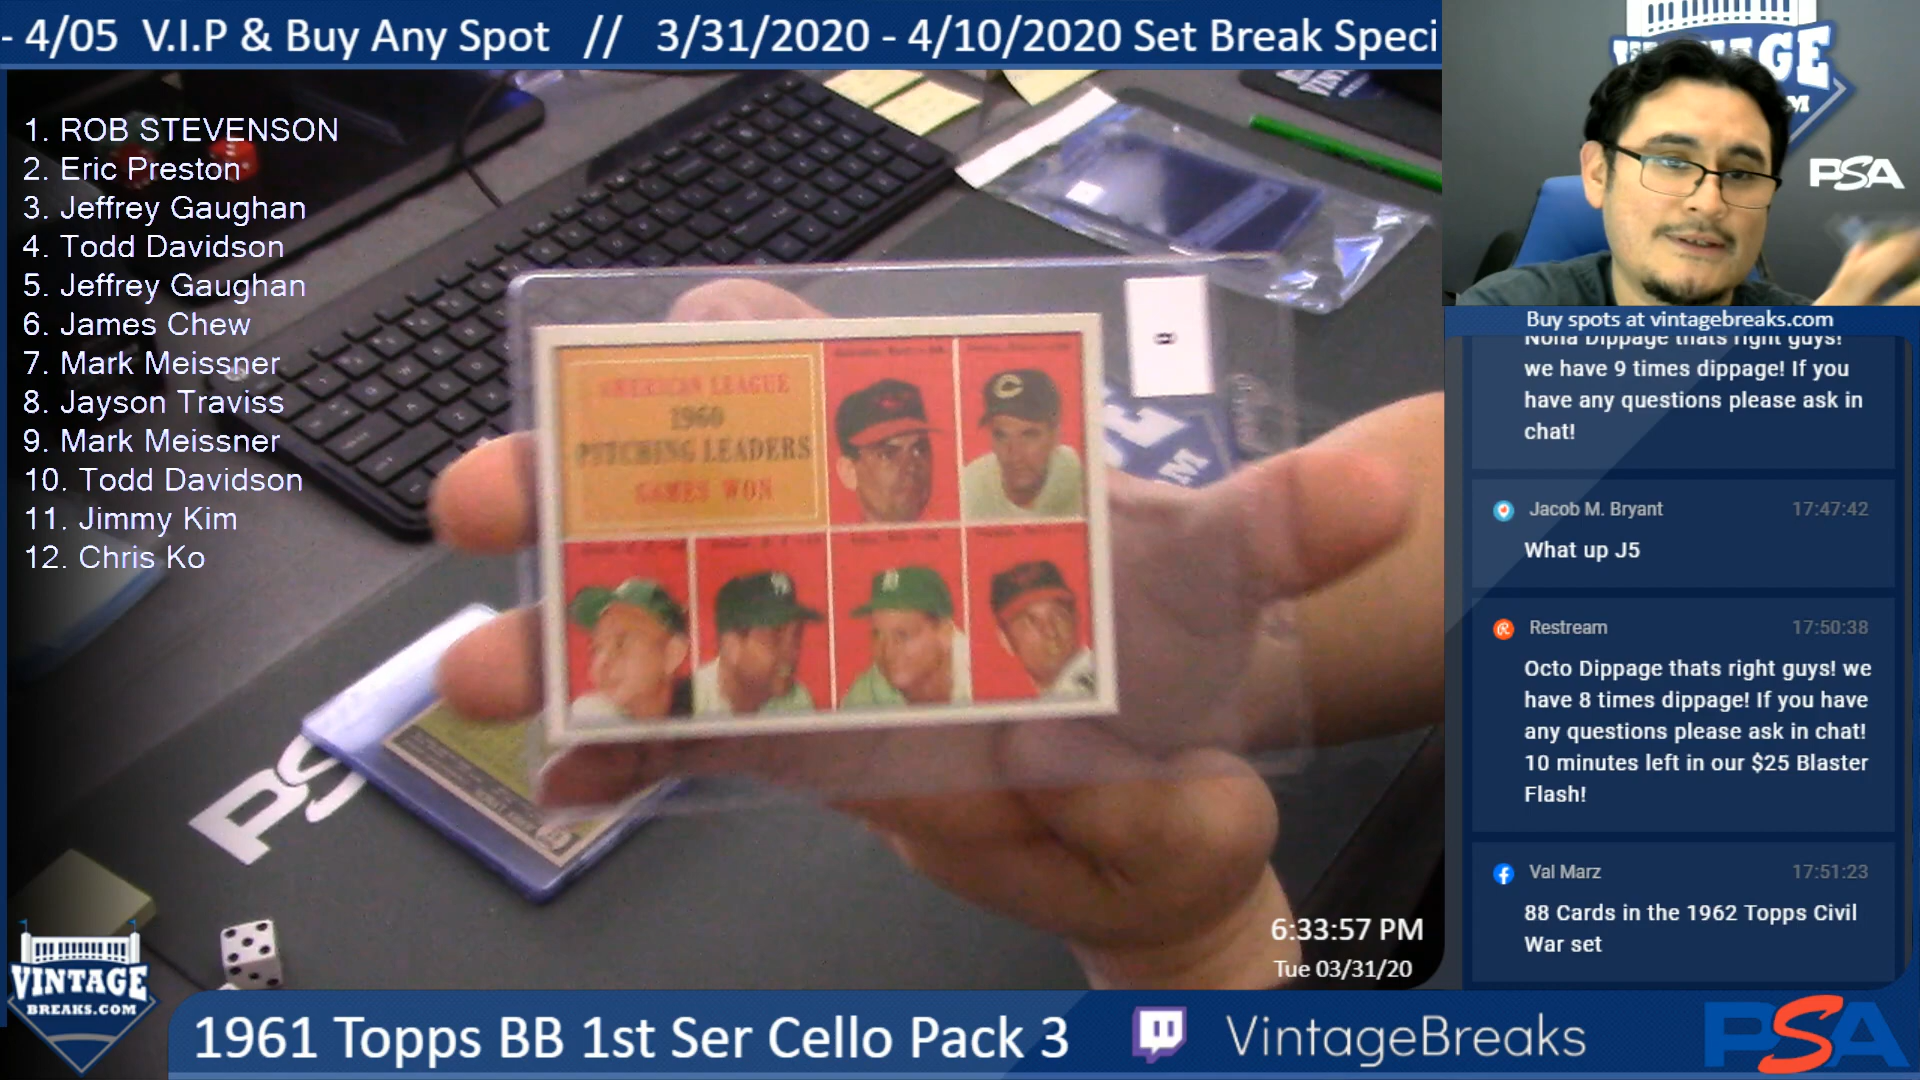 - 4/05 V.I.P & Buy Any Spot // 3/31/2020 - 4/10/2020 Set Break Speci
1. ROB STEVENSON
2. Eric Preston
3. Jeffrey Gaughan
4. Todd Davidson
5. Jeffrey Gaughan
6. James Chew
7. Mark Meissner
8. Jayson Traviss
9. Mark Meissner
10. Todd Davidson
11. Jimmy Kim
12. Chris Ko
AMERICAN LEAGUE
1960
PITCHING LEADERS
GAMES WON
PS
6:33:57 PM
Tue 03/31/20
VINTAGE
BREAKS.COM
1961 Topps BB 1st Ser Cello Pack 3
VintageBreaks
PSA
PSA
Buy spots at vintagebreaks.com
Nona Dippage thats right guys!
we have 9 times dippage! If you
have any questions please ask in
chat!
Jacob M. Bryant 17:47:42
What up J5
Restream 17:50:38
Octo Dippage thats right guys! we
have 8 times dippage! If you have
any questions please ask in chat!
10 minutes left in our $25 Blaster
Flash!
Val Marz 17:51:23
88 Cards in the 1962 Topps Civil
War set